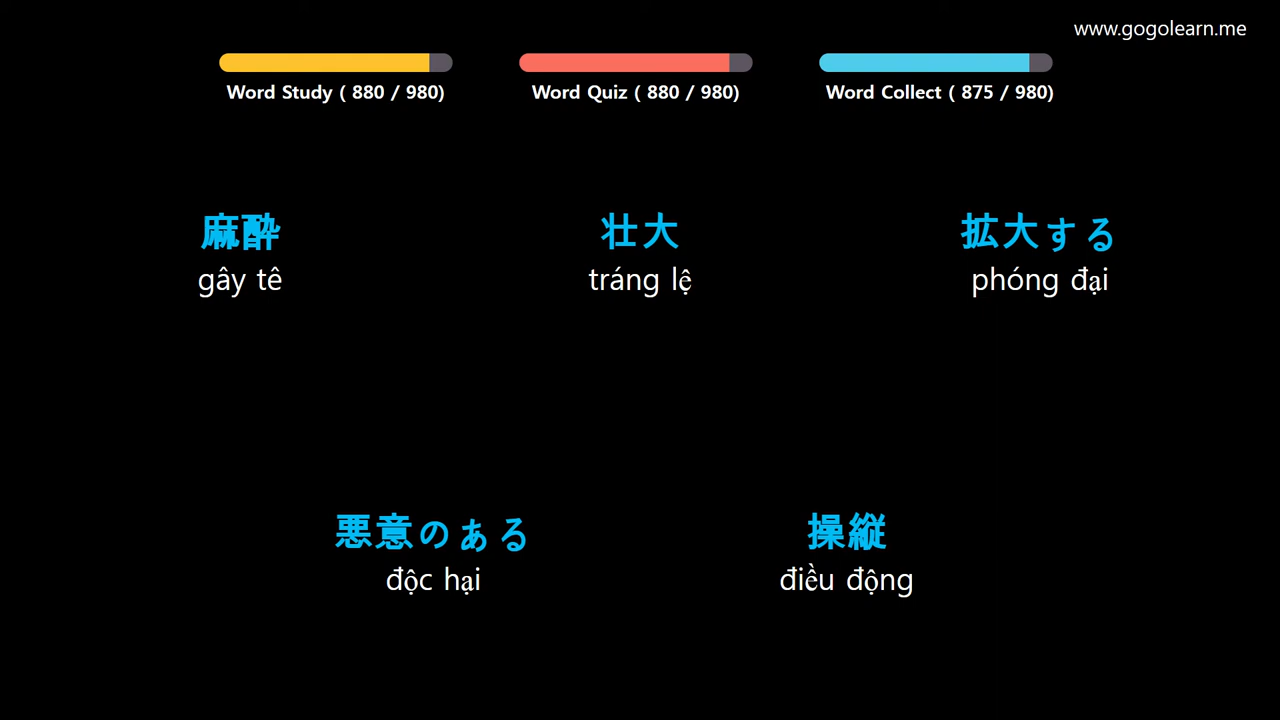 www.gogolearn.me
Word Study ( 880 / 980)
Word Quiz ( 880 / 980)
Word Collect ( 875 / 980)
麻酔
gây tê
壮大
tráng lệ
拡大する
phóng đại
悪意のある
độc hại
操縦
điều động